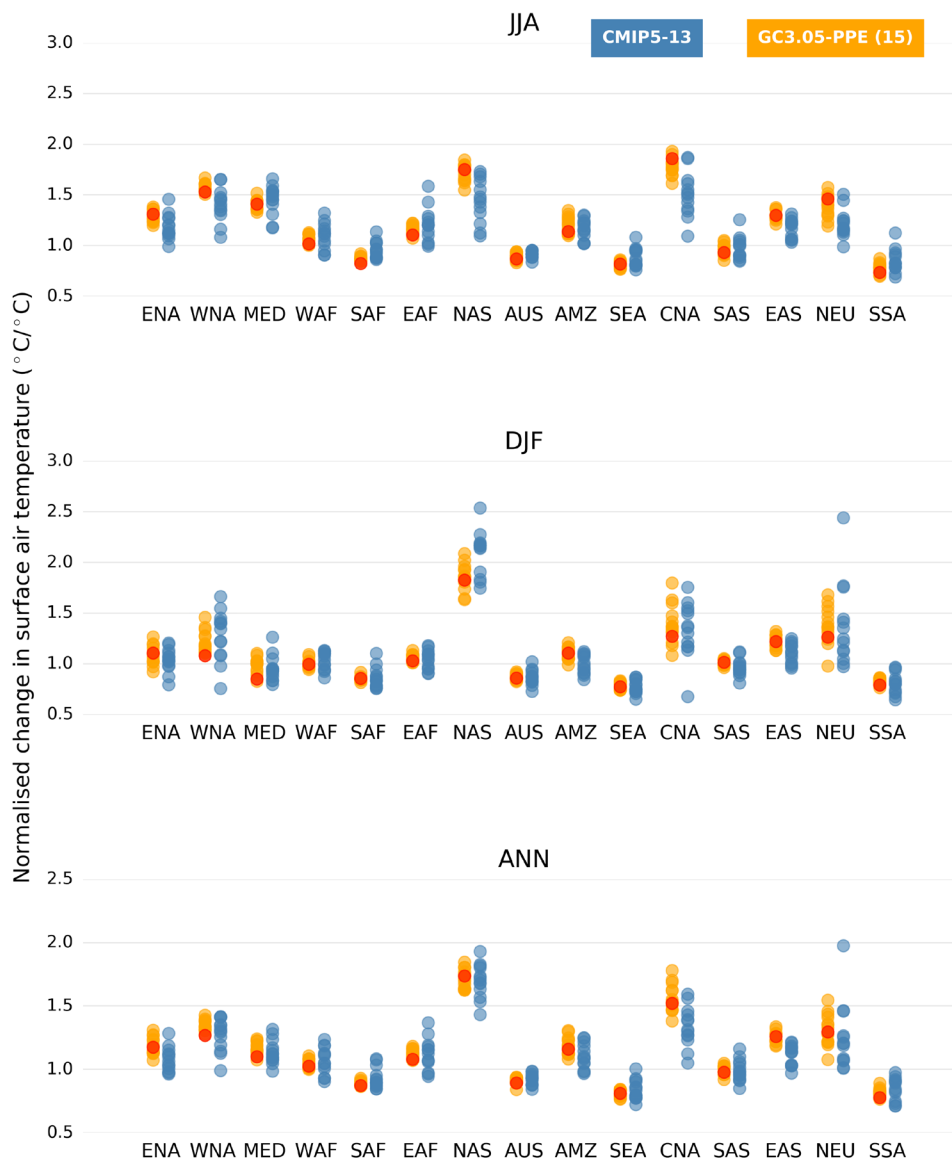 JJA
CMIP5-13
GC3.05-PPE (15)
3.0
3.0
2.5
2.0
1.5
1.0
0.5
ENA WNA MED WAF SAF EAF NAS AUS AMZ SEA CNA SAS EAS NEU SSA
Normalised change in surface air temperature (°C/°C)
DJF
3.0
2.5
2.0
1.5
1.0
0.5
ENA WNA MED WAF SAF EAF NAS AUS AMZ SEA CNA SAS EAS NEU SSA
ANN
2.5
2.0
1.5
1.0
0.5
ENA WNA MED WAF SAF EAF NAS AUS AMZ SEA CNA SAS EAS NEU SSA